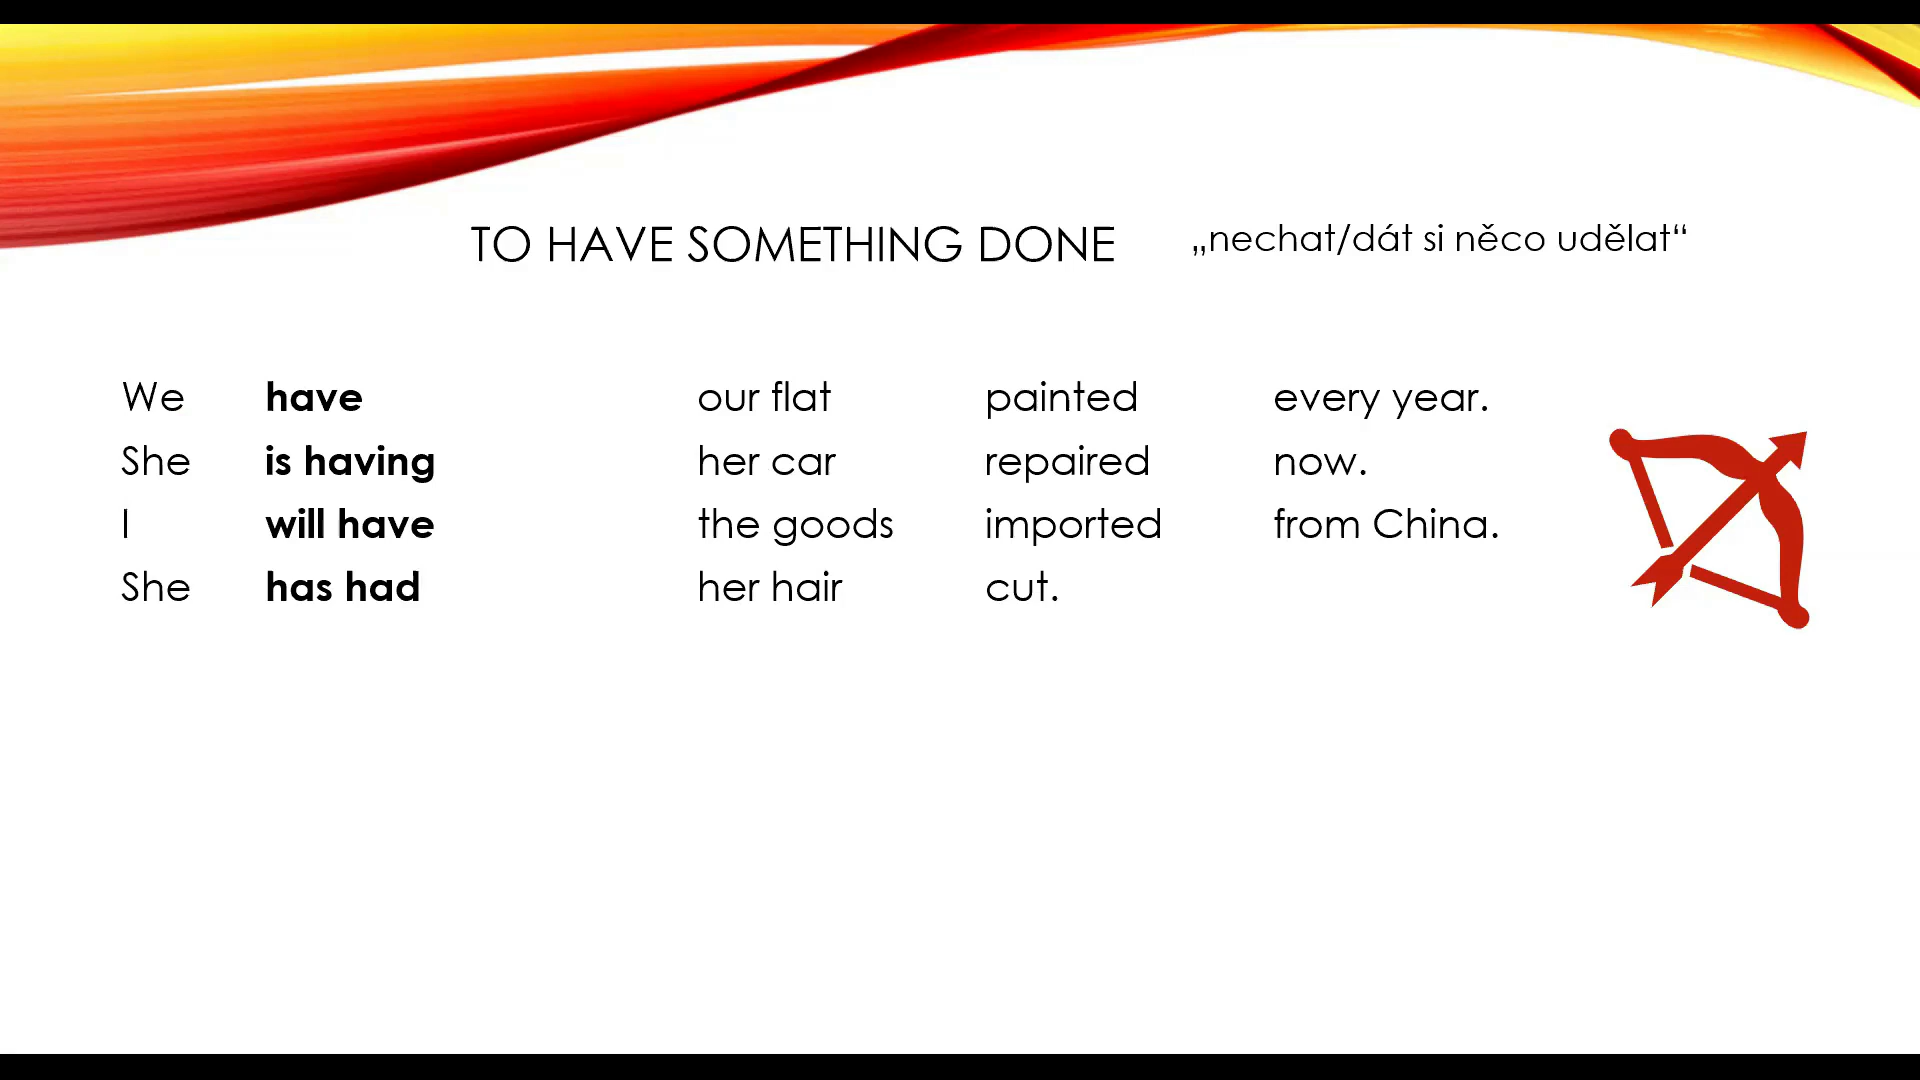 TO HAVE SOMETHING DONE „nechat/dát si něco udělat“
We have our flat painted every year.
She is having her car repaired now.
I will have the goods imported from China.
She has had her hair cut.